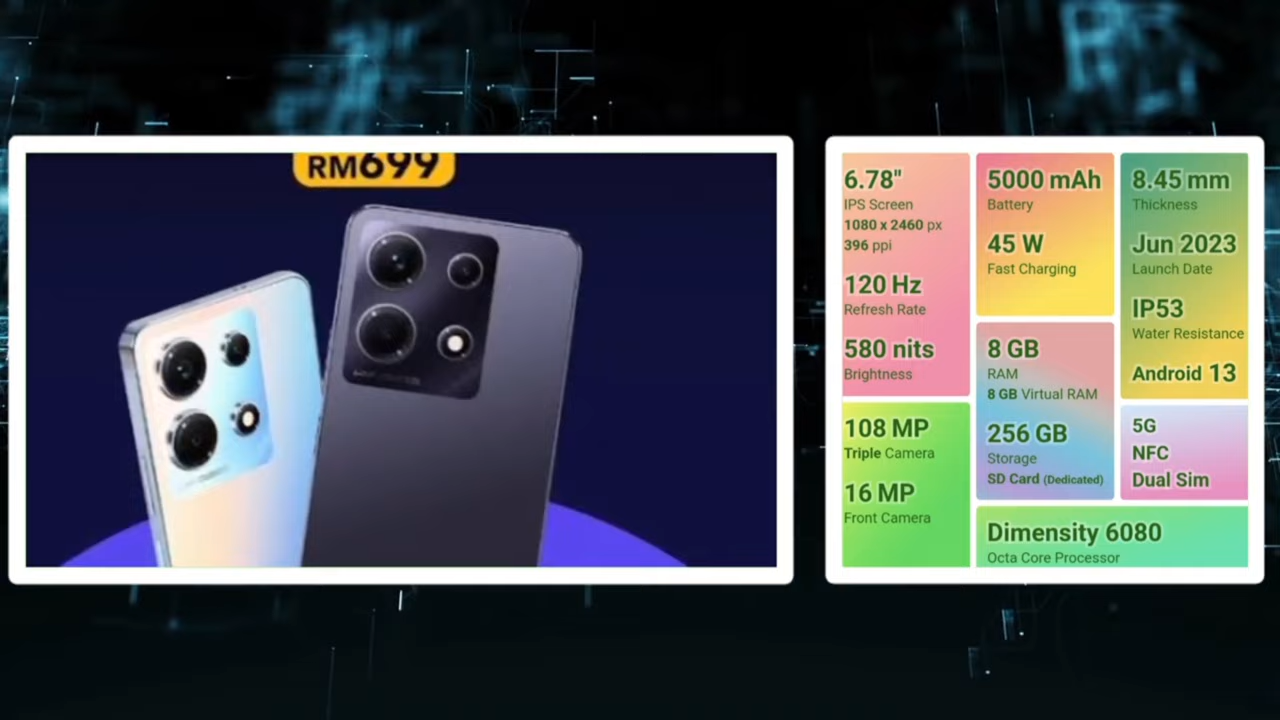 RM699
6.78"
IPS Screen
1080 x 2460 px
396 ppi
120 Hz
Refresh Rate
580 nits
Brightness
108 MP
Triple Camera
16 MP
Front Camera
5000 mAh
Battery
45 W
Fast Charging
8 GB
RAM
8 GB Virtual RAM
256 GB
Storage
SD Card (Dedicated)
8.45 mm
Thickness
Jun 2023
Launch Date
IP53
Water Resistance
Android 13
5G
NFC
Dual Sim
Dimensity 6080
Octa Core Processor